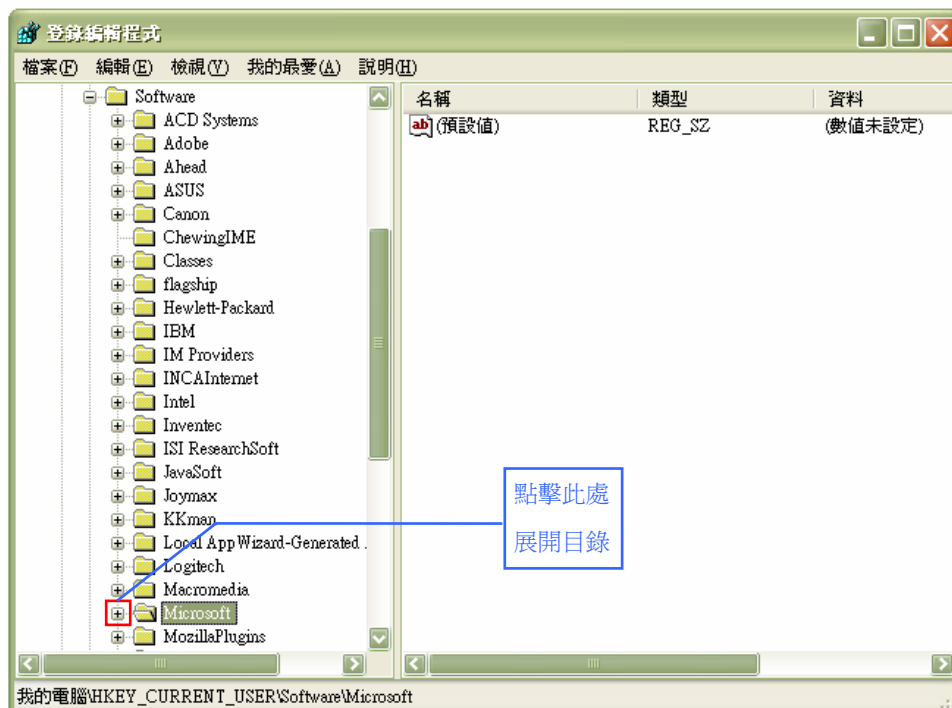 登錄編輯程式
檔案(F) 編輯(E) 檢視(V) 我的最愛(A) 說明(H)
Software
ACD Systems
Adobe
Ahead
ASUS
Canon
ChewingIME
Classes
flagship
Hewlett-Packard
IBM
IM Providers
INCAInternet
Intel
Inventec
ISI ResearchSoft
JavaSoft
Joymax
KKman
Local AppWizard-Generated .
Logitech
Macromedia
Microsoft
MozillaPlugins
名稱 類型 資料
ab (預設值) REG_SZ (數值未設定)
點擊此處
展開目錄
我的電腦\HKEY_CURRENT_USER\Software\Microsoft